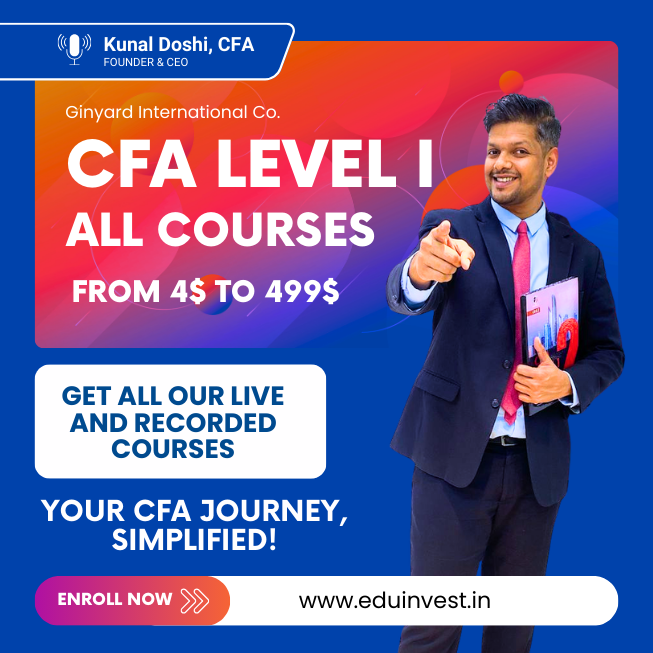 Kunal Doshi, CFA
FOUNDER & CEO
Ginyard International Co.
CFA LEVEL I
ALL COURSES
FROM 4$ TO 499$
GET ALL OUR LIVE
AND RECORDED
COURSES
YOUR CFA JOURNEY,
SIMPLIFIED!
ENROLL NOW
www.eduinvest.in